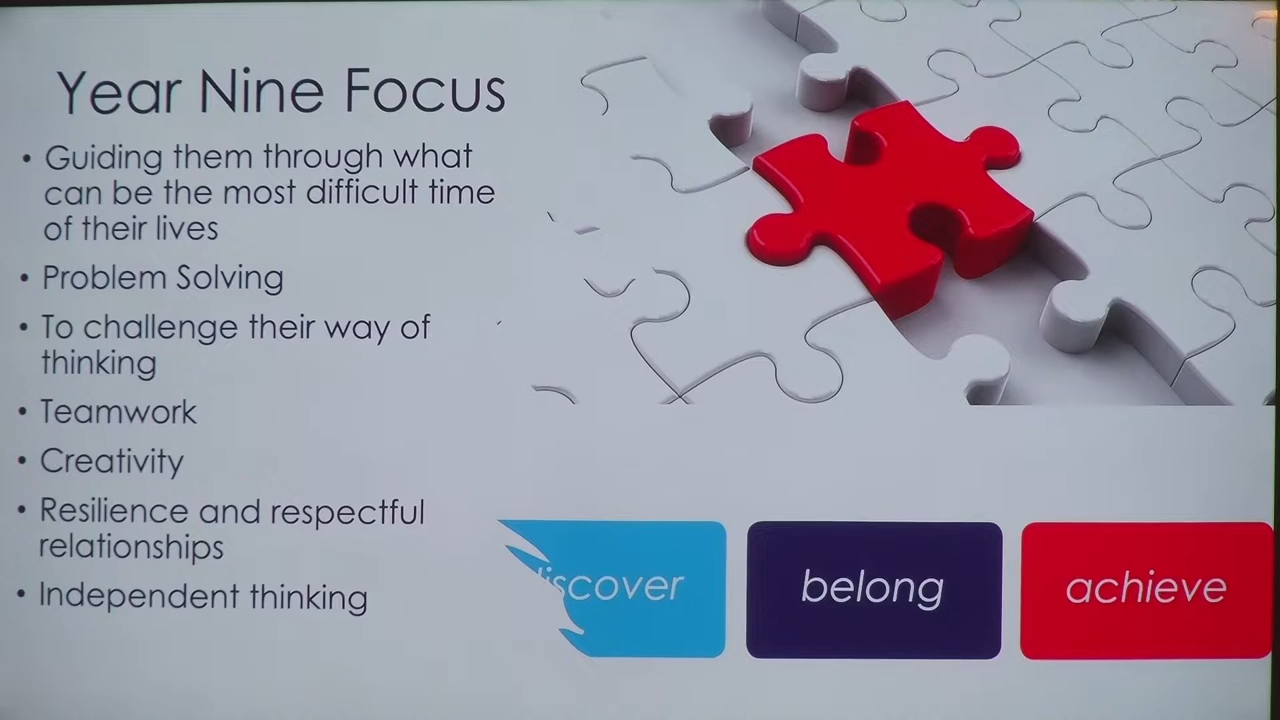 Year Nine Focus
• Guiding them through what
can be the most difficult time
of their lives
• Problem Solving
• To challenge their way of
thinking
• Teamwork
• Creativity
• Resilience and respectful
relationships
• Independent thinking
discover
belong
achieve